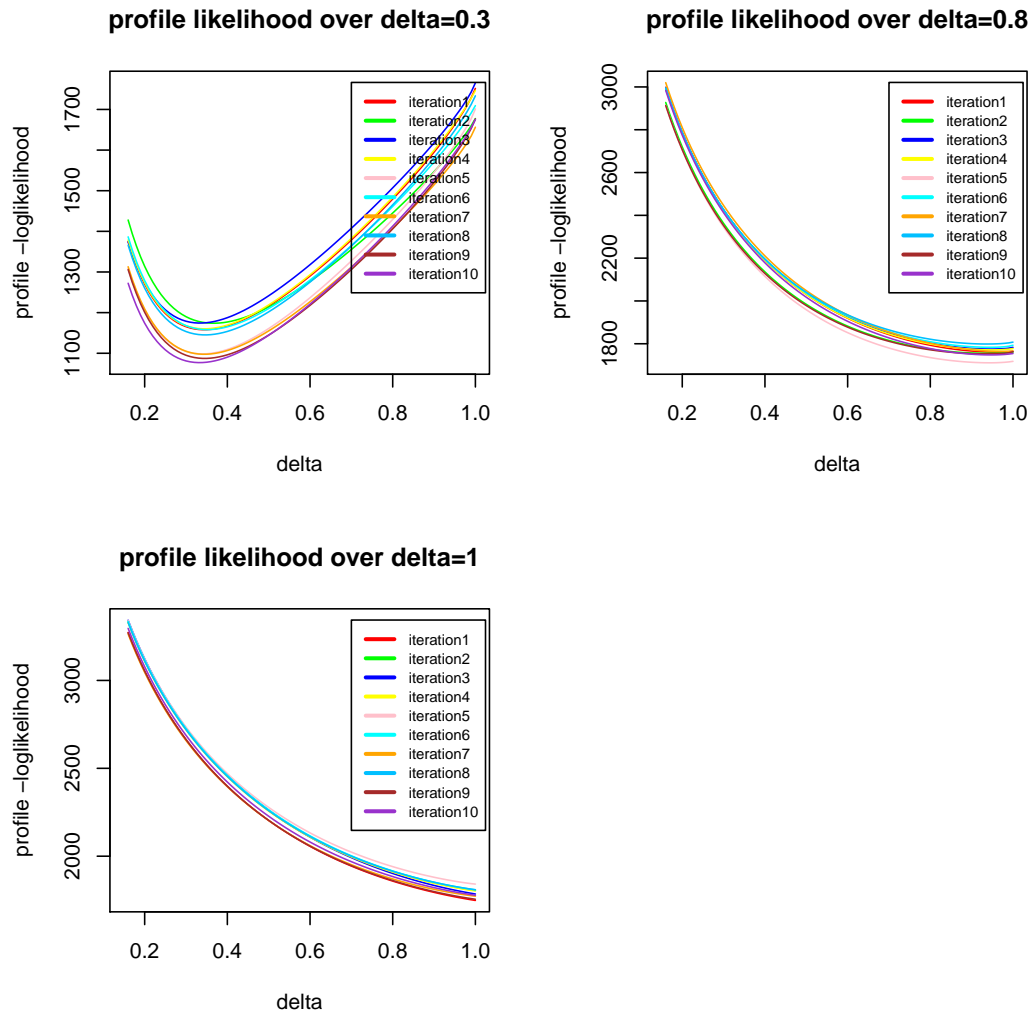 profile likelihood over delta=0.3
profile −loglikelihood
1100
1300
1500
1700
0.2 0.4 0.6 0.8 1.0
delta
iteration1
iteration2
iteration3
iteration4
iteration5
iteration6
iteration7
iteration8
iteration9
iteration10
profile likelihood over delta=0.8
profile −loglikelihood
1800
2200
2600
3000
0.2 0.4 0.6 0.8 1.0
delta
iteration1
iteration2
iteration3
iteration4
iteration5
iteration6
iteration7
iteration8
iteration9
iteration10
profile likelihood over delta=1
profile −loglikelihood
2000
2500
3000
0.2 0.4 0.6 0.8 1.0
delta
iteration1
iteration2
iteration3
iteration4
iteration5
iteration6
iteration7
iteration8
iteration9
iteration10